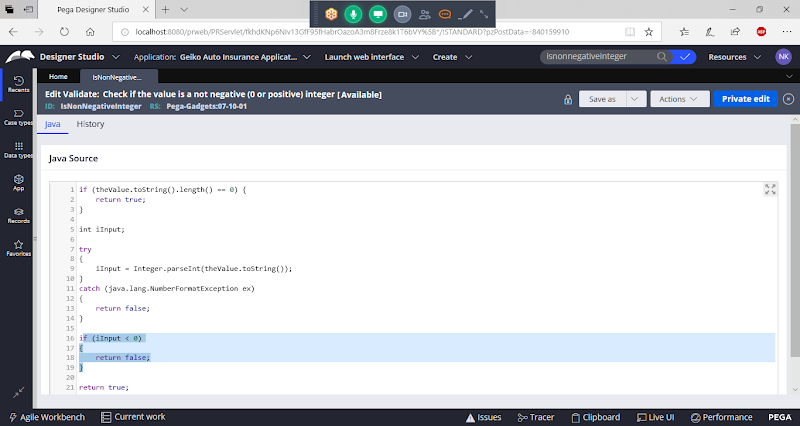 Pega Designer Studio
localhost:8080/prweb/PRServlet/
Designer Studio
Application: Geiko Auto Insurance Applicat...
Launch web interface
Create
isnonnegativeinteger
Resources
NK
Home
IsNonNegative...
Edit Validate: Check if the value is a not negative (0 or positive) integer [Available]
ID: IsNonNegativeInteger RS: Pega-Gadgets:07-10-01
Save as
Actions
Private edit
Recents
Case types
Data types
App
Records
Favorites
Java
History
Java Source
1 if (theValue.toString().length() == 0) {
2 return true;
3 }
4
5 int iInput;
6
7 try
8 {
9 iInput = Integer.parseInt(theValue.toString());
10 }
11 catch (java.lang.NumberFormatException ex)
12 {
13 return false;
14 }
15
16 if (iInput < 0)
17 {
18 return false;
19 }
20
21 return true;
Agile Workbench
Current work
Issues
Tracer
Clipboard
Live UI
Performance
PEGA